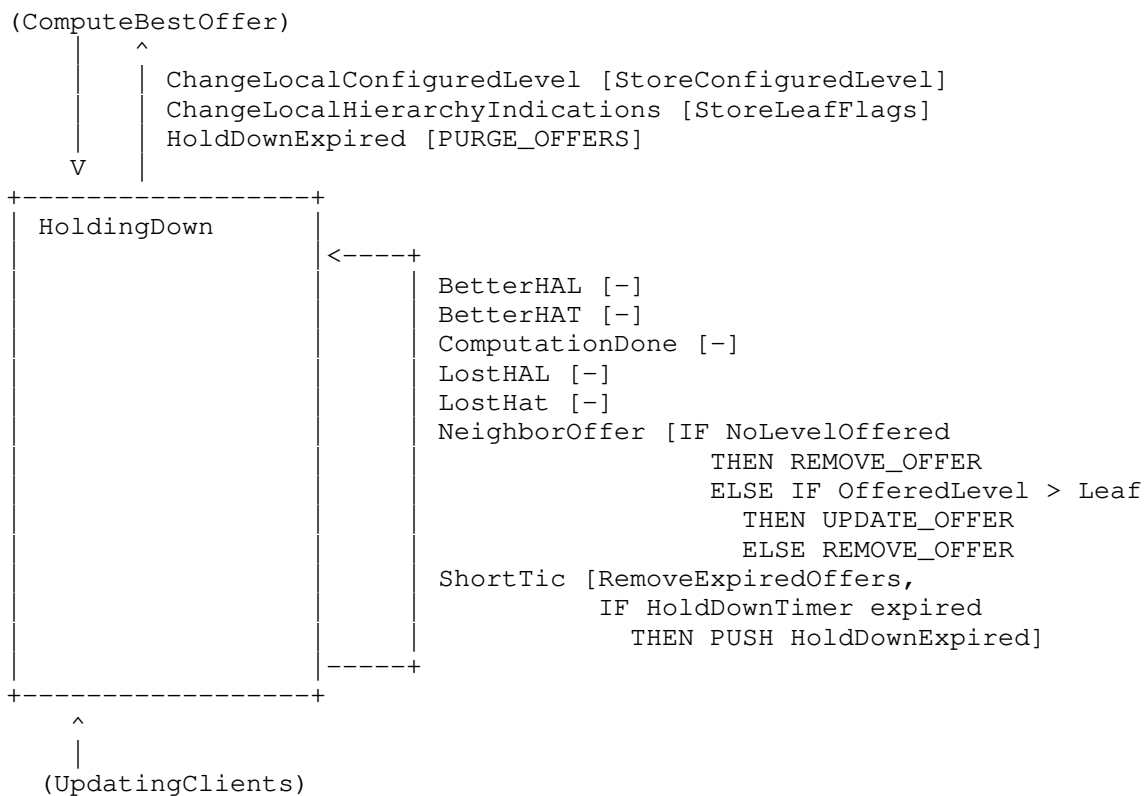 (ComputeBestOffer)
ChangeLocalConfiguredLevel [StoreConfiguredLevel]
ChangeLocalHierarchyIndications [StoreLeafFlags]
HoldDownExpired [PURGE_OFFERS]
V
HoldingDown
BetterHAL [-]
BetterHAT [-]
ComputationDone [-]
LostHAL [-]
LostHat [-]
NeighborOffer [IF NoLevelOffered
THEN REMOVE_OFFER
ELSE IF OfferedLevel > Leaf
THEN UPDATE_OFFER
ELSE REMOVE_OFFER
ShortTic [RemoveExpiredOffers,
IF HoldDownTimer expired
THEN PUSH HoldDownExpired]
(UpdatingClients)